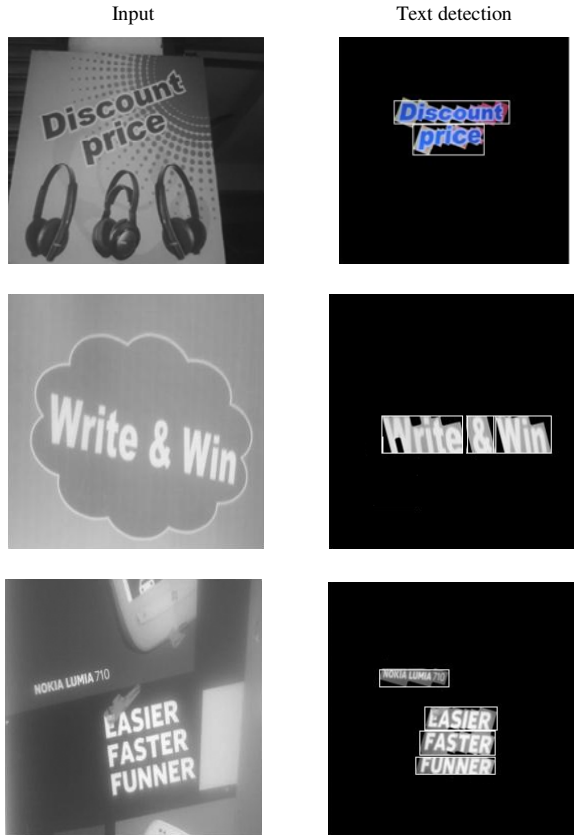 Input Text detection
Discount
price
Discount
price
Write & Win
Write & Win
NOKIA LUMIA 710
EASIER
FASTER
FUNNER
NOKIA LUMIA 710
EASIER
FASTER
FUNNER